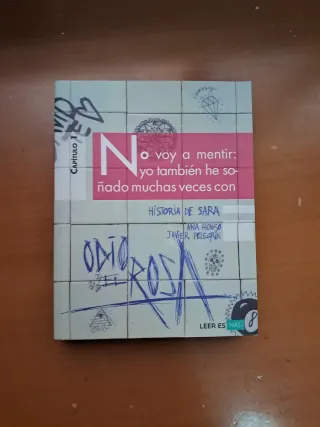 CAPÍTULO 1
No voy a mentir:
yo también he so-
ñado muchas veces con
HISTORIA DE SARA
ANA ALONSO
JAVIER PELEGRÍN
ODIO
EL
ROSA
LEER ES